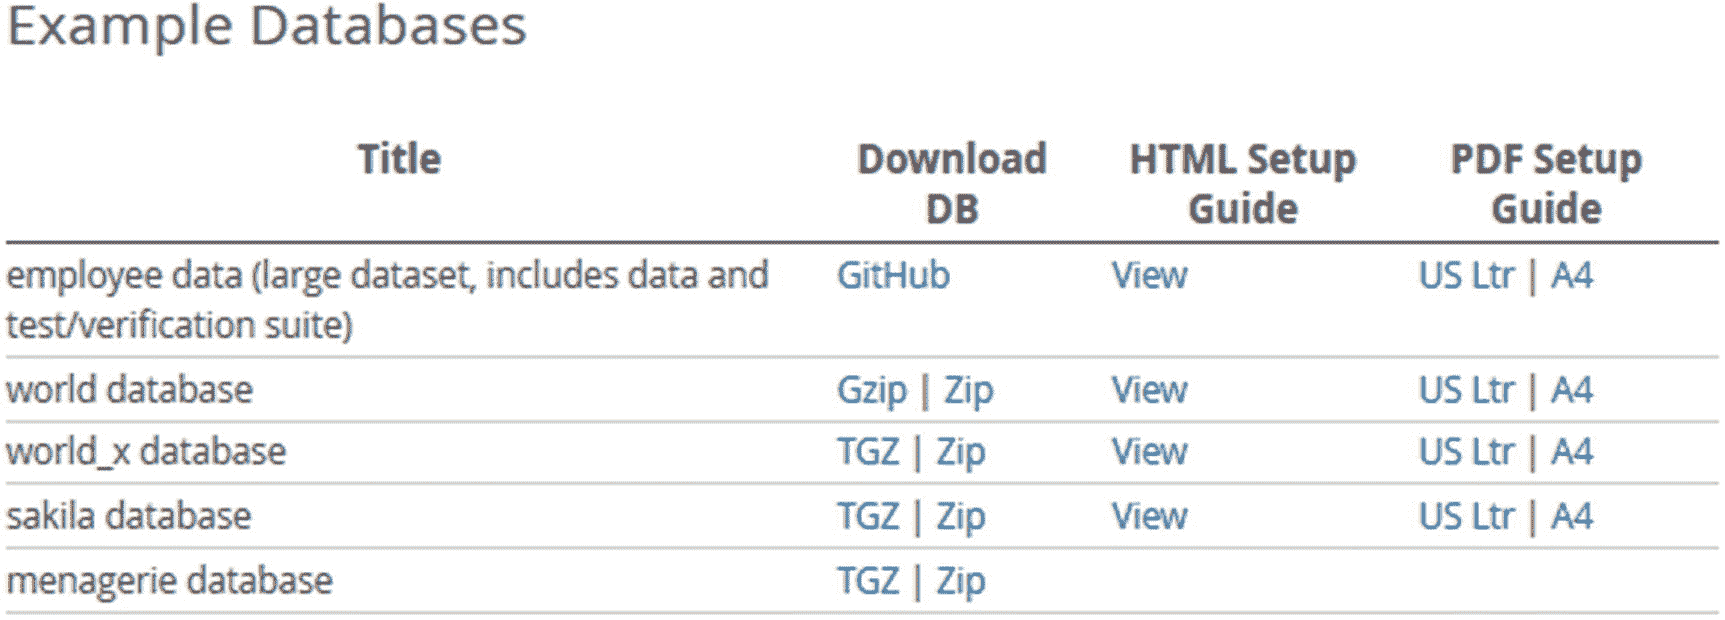 Example Databases
Title Download DB HTML Setup Guide PDF Setup Guide
employee data (large dataset, includes data and test/verification suite) GitHub View US Ltr | A4
world database Gzip | Zip View US Ltr | A4
world_x database TGZ | Zip View US Ltr | A4
sakila database TGZ | Zip View US Ltr | A4
menagerie database TGZ | Zip